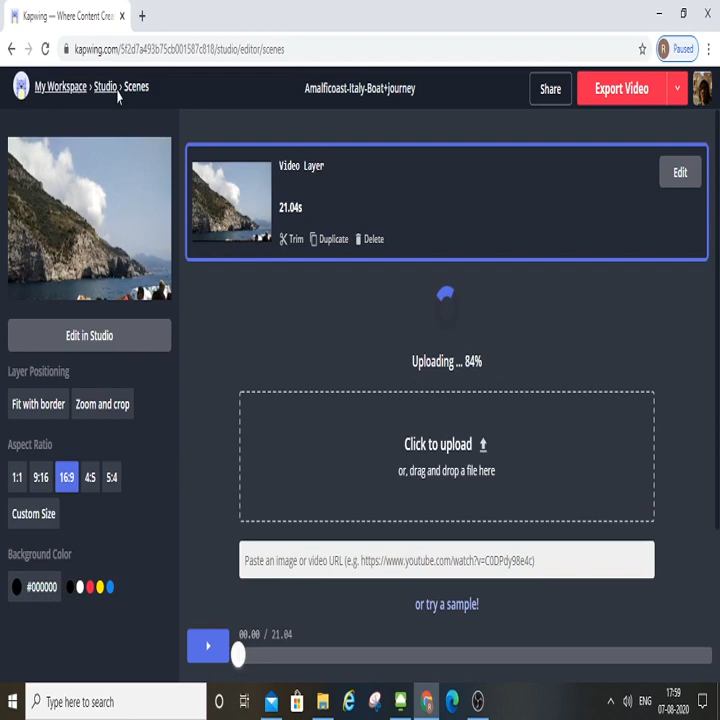 Kapwing — Where Content Crea
kapwing.com/5f2d7a493b75cb001587c818/studio/editor/scenes
R Paused
My Workspace › Studio › Scenes
Amalficoast-Italy-Boat+journey
Share
Export Video
Video Layer
21.04s
Trim Duplicate Delete
Edit
Edit in Studio
Layer Positioning
Fit with border Zoom and crop
Aspect Ratio
1:1 9:16 16:9 4:5 5:4
Custom Size
Background Color
#000000
Uploading ... 84%
Click to upload
or, drag and drop a file here
Paste an image or video URL (e.g. https://www.youtube.com/watch?v=C0DPdy98e4c)
or try a sample!
00.00 / 21.04
Type here to search
ENG
17:59
07-08-2020